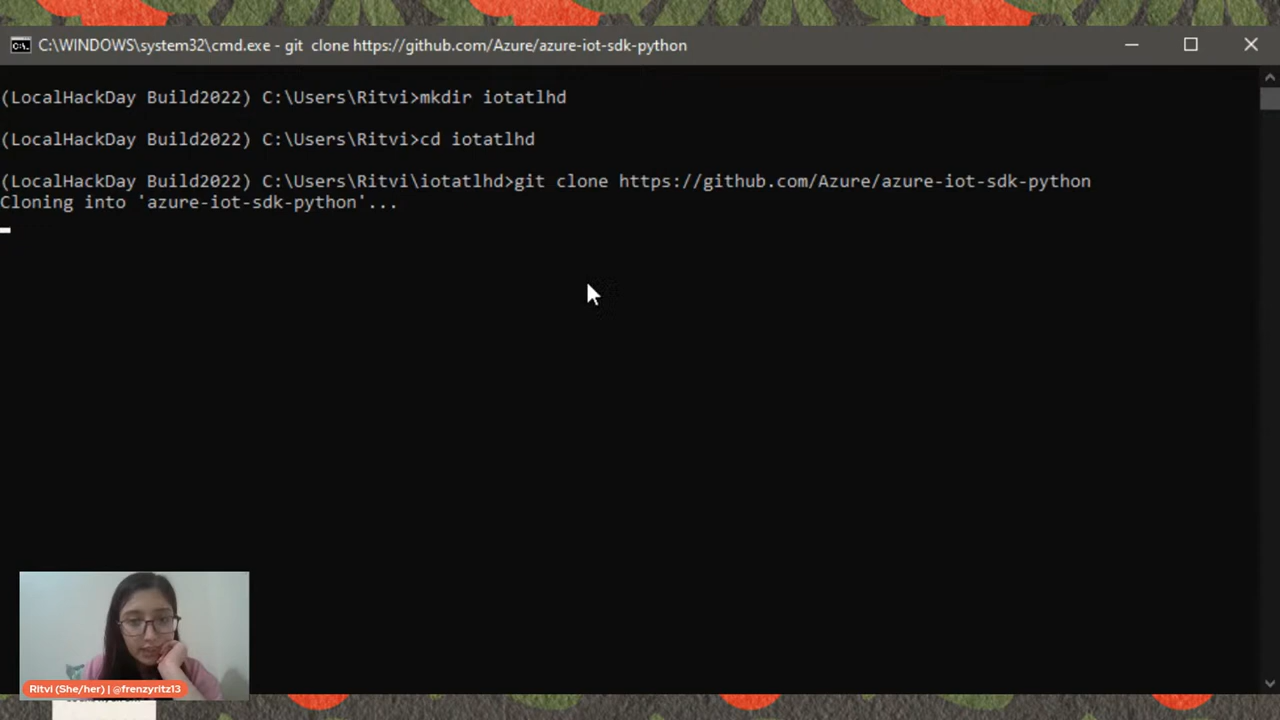 C:\WINDOWS\system32\cmd.exe - git clone https://github.com/Azure/azure-iot-sdk-python
(LocalHackDay Build2022) C:\Users\Ritvi>mkdir iotatlhd
(LocalHackDay Build2022) C:\Users\Ritvi>cd iotatlhd
(LocalHackDay Build2022) C:\Users\Ritvi\iotatlhd>git clone https://github.com/Azure/azure-iot-sdk-python
Cloning into 'azure-iot-sdk-python'...
Ritvi (She/her) | @frenzyritz13